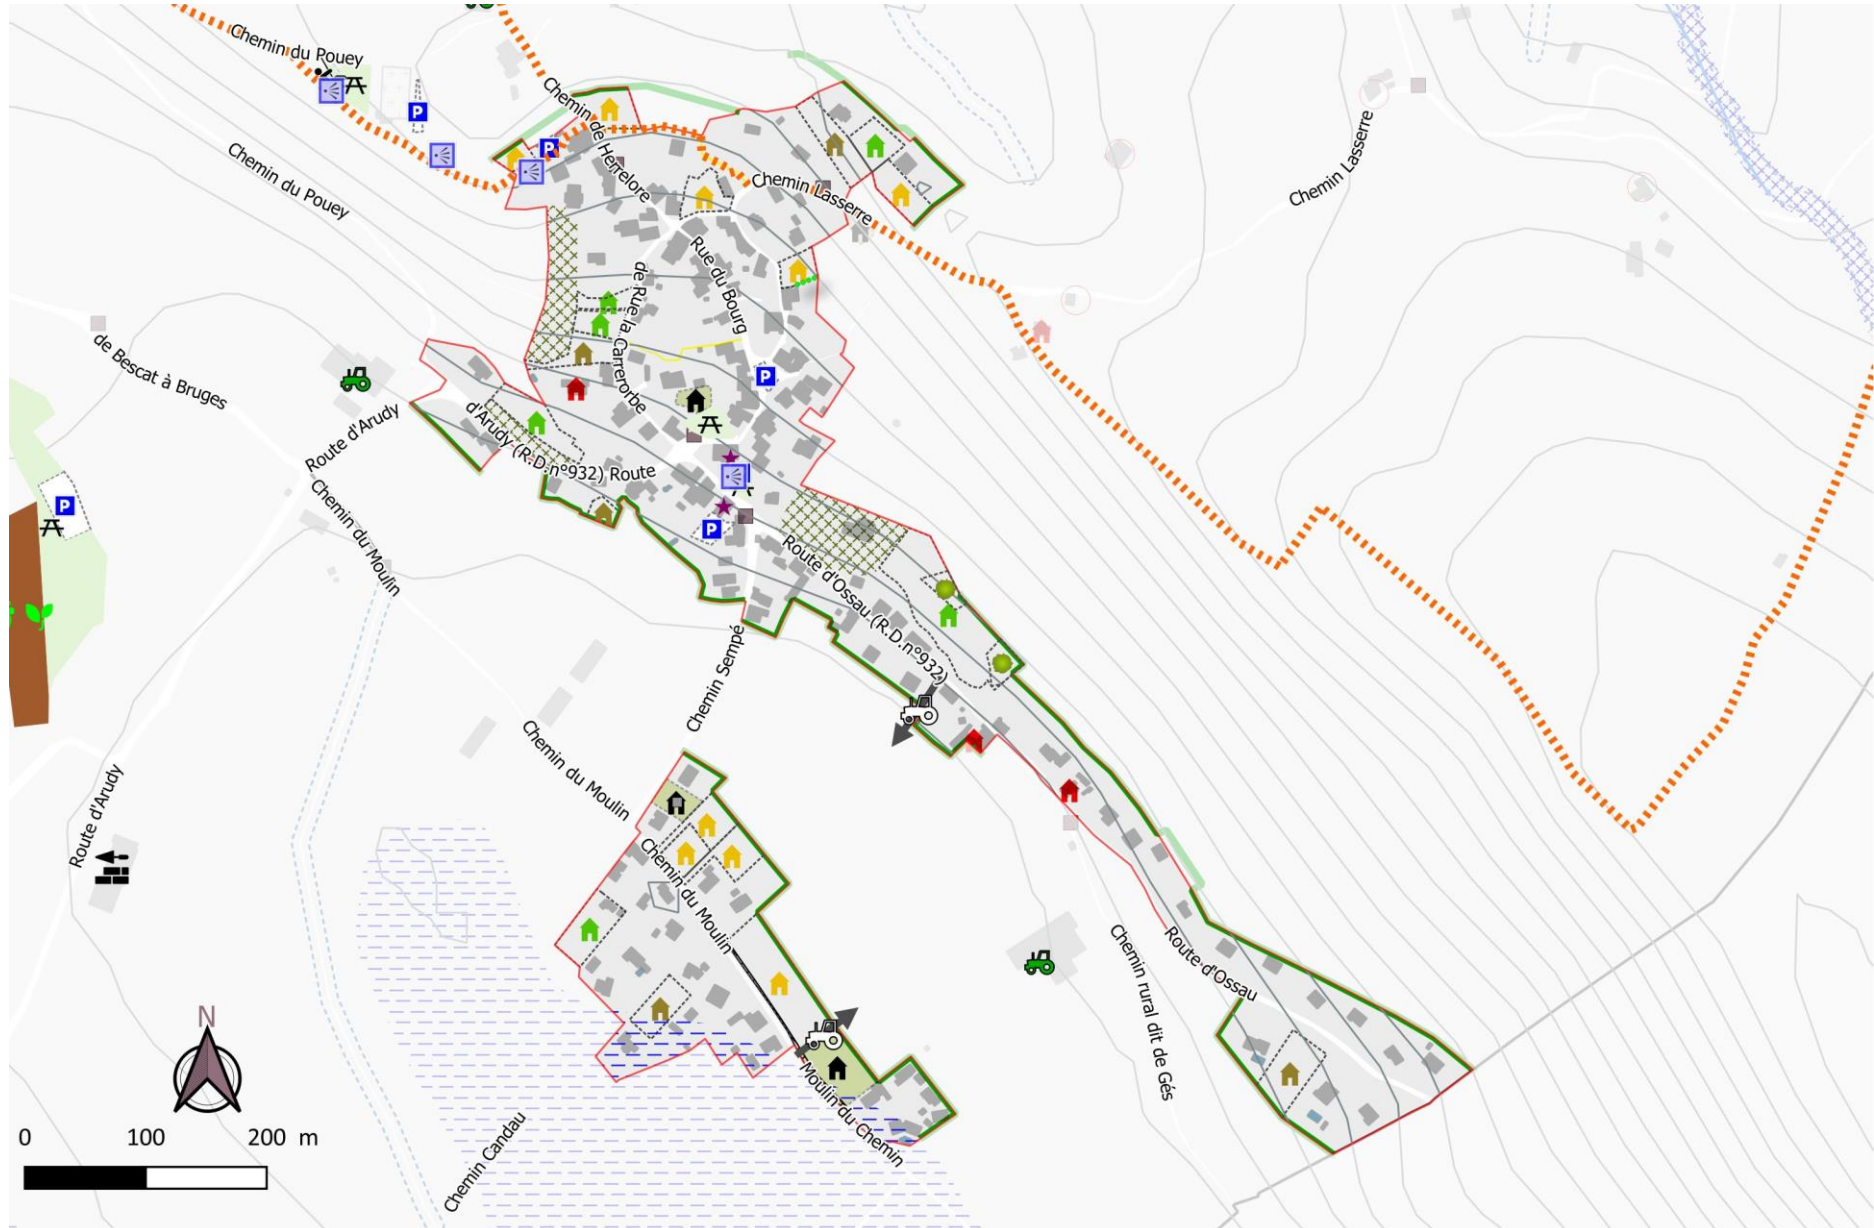 Chemin du Pouey
P
Chemin de Herrelore
P
Chemin du Pouey
Chemin Lasserre
Chemin Lasserre
Rue du Bourg
de Rue la Carrerorbe
de Bescat à Bruges
P
Route d'Arudy
d'Arudy (R.D.n°932) Route
P
P
Chemin du Moulin
Route d'Ossau (R.D.n°932)
Chemin Sempé
Chemin du Moulin
Route d'Arudy
Chemin du Moulin
Chemin rural dit de Gés
Route d'Ossau
Moulin du Chemin
Chemin Candau
N
0 100 200 m